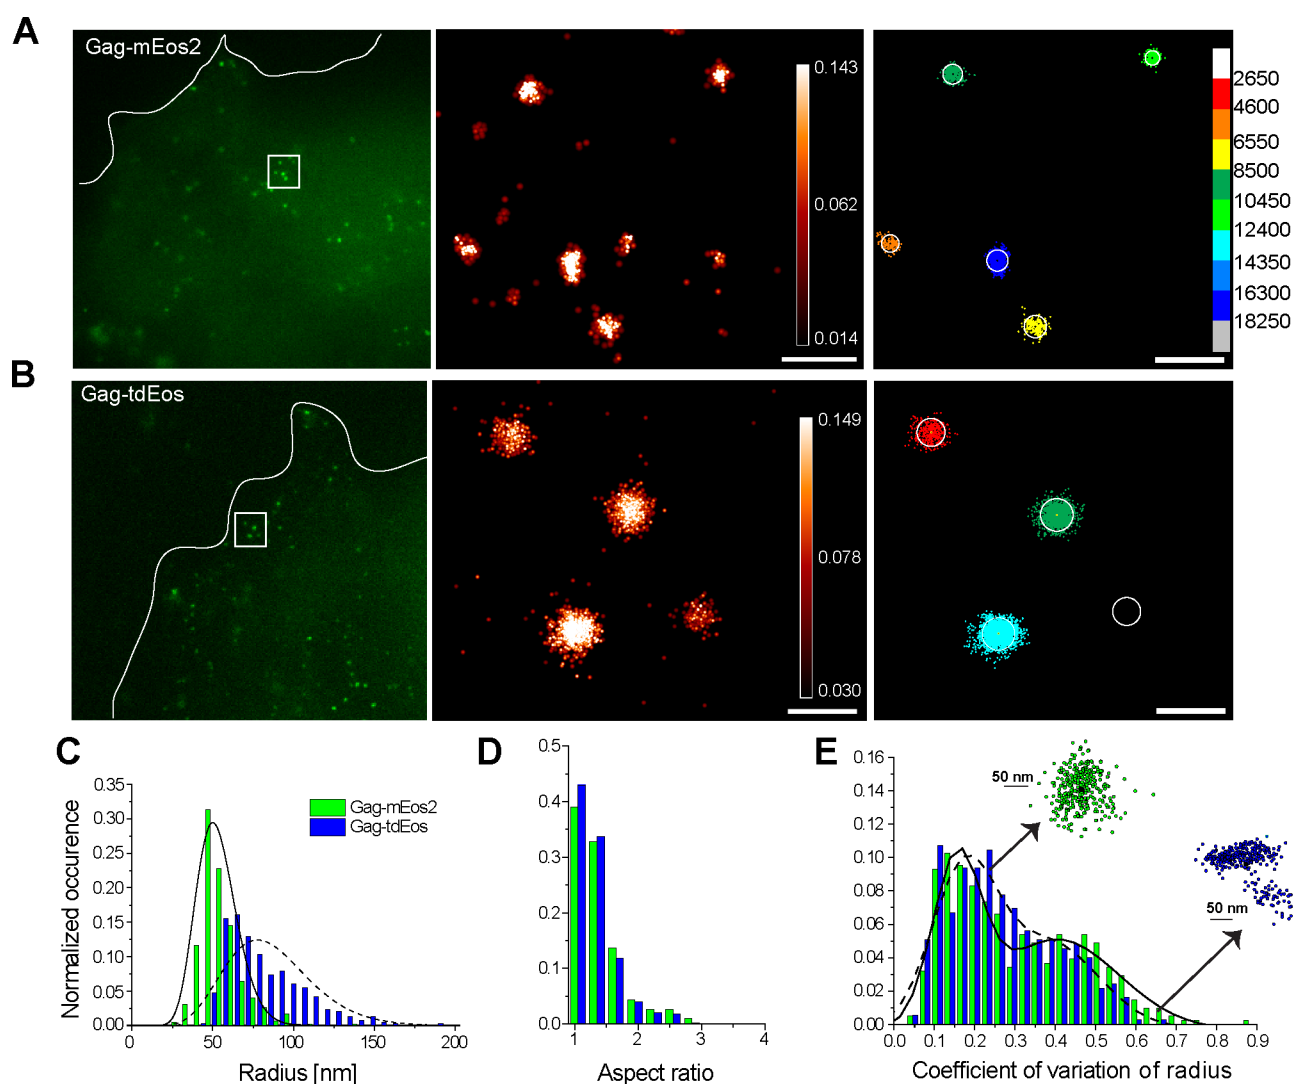 A
Gag-mEos2
0.143
0.062
0.014
2650
4600
6550
8500
10450
12400
14350
16300
18250
B
Gag-tdEos
0.149
0.078
0.030
C
Normalized occurence
0.35
0.30
0.25
0.20
0.15
0.10
0.05
0.00
0 50 100 150 200
Radius [nm]
Gag-mEos2
Gag-tdEos
D
0.5
0.4
0.3
0.2
0.1
0.0
1 2 3 4
Aspect ratio
E
0.16
0.14
0.12
0.10
0.08
0.06
0.04
0.02
0.00
0.0 0.1 0.2 0.3 0.4 0.5 0.6 0.7 0.8 0.9
Coefficient of variation of radius
50 nm
50 nm